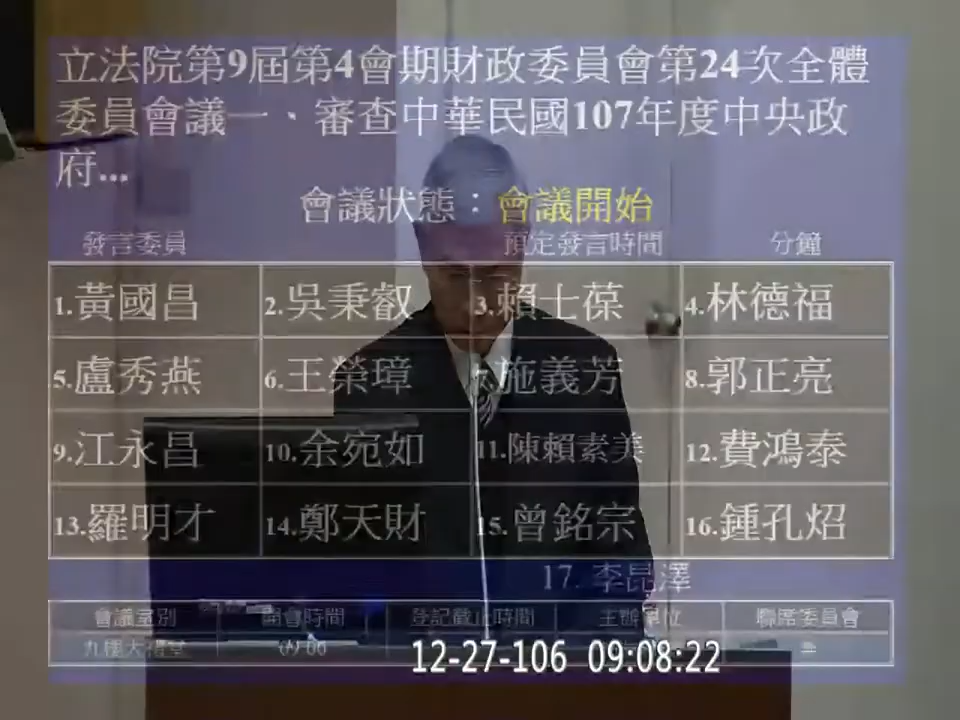 立法院第9屆第4會期財政委員會第24次全體
委員會議一、審查中華民國107年度中央政
府...
會議狀態：會議開始
發言委員 預定發言時間 分鐘
1.黃國昌 2.吳秉叡 3.賴士葆 4.林德福
5.盧秀燕 6.王榮璋 7.施義芳 8.郭正亮
9.江永昌 10.余宛如 11.陳賴素美 12.費鴻泰
13.羅明才 14.鄭天財 15.曾銘宗 16.鍾孔炤
17. 李昆澤
會議室別 開會時間 登記截止時間 主辦單位 聯席委員會
九樓大禮堂
12-27-106 09:08:22